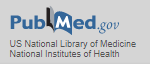 PubMed.gov
US National Library of Medicine
National Institutes of Health